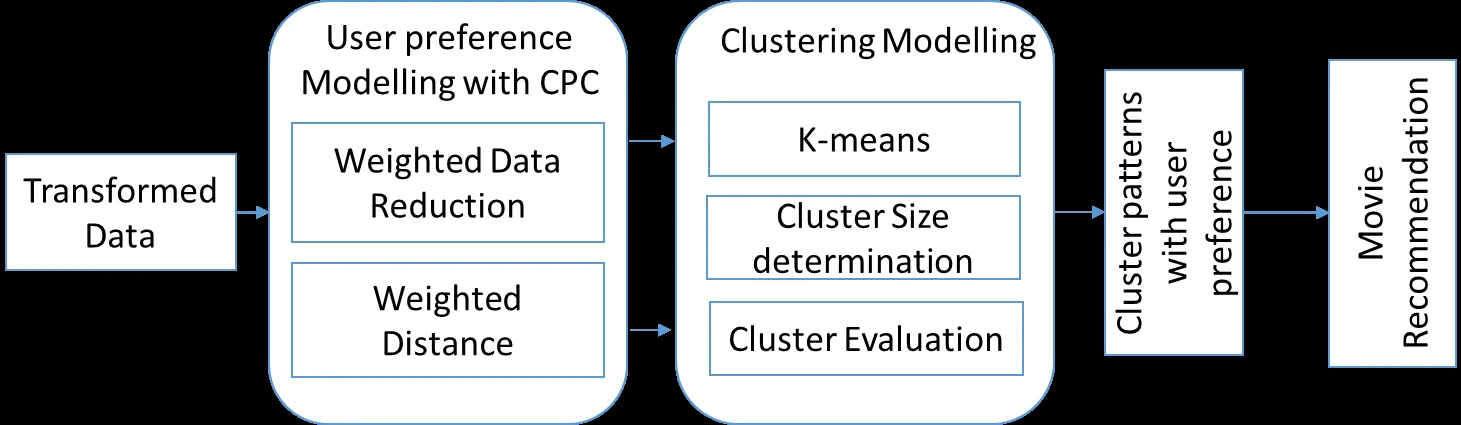 Transformed
Data
User preference
Modelling with CPC
Weighted Data
Reduction
Weighted
Distance
Clustering Modelling
K-means
Cluster Size
determination
Cluster Evaluation
Cluster patterns
with user
preference
Movie
Recommendation